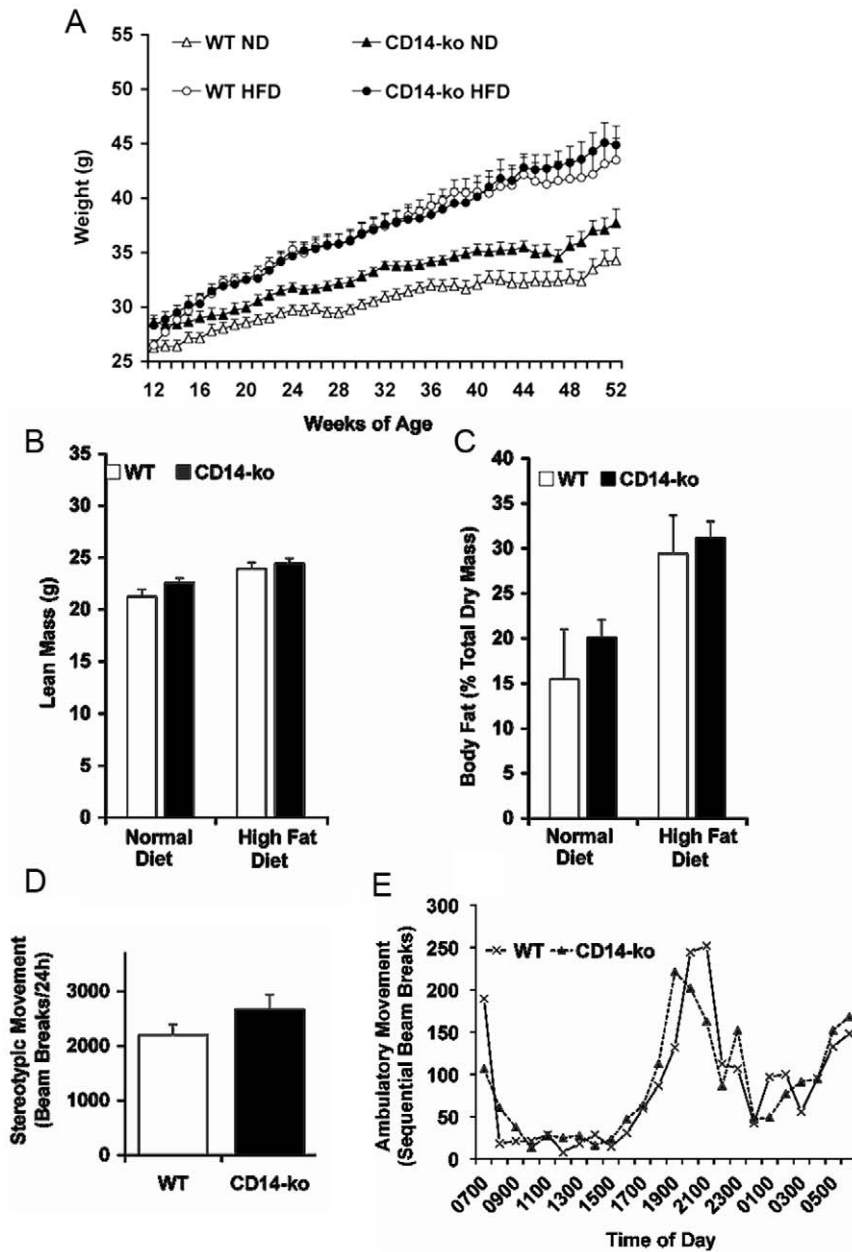 A
WT ND CD14-ko ND
WT HFD CD14-ko HFD
55
50
45
40
35
30
25
Weight (g)
12 16 20 24 28 32 36 40 44 48 52
Weeks of Age
B
WT CD14-ko
35
30
25
20
15
10
5
0
Lean Mass (g)
Normal Diet
High Fat Diet
C
WT CD14-ko
40
35
30
25
20
15
10
5
0
Body Fat (% Total Dry Mass)
Normal Diet
High Fat Diet
D
3000
2000
1000
0
Stereotypic Movement
(Beam Breaks/24h)
WT CD14-ko
E
WT CD14-ko
300
250
200
150
100
50
0
Ambulatory Movement
(Sequential Beam Breaks)
0700 0900 1100 1300 1500 1700 1900 2100 2300 0100 0300 0500
Time of Day